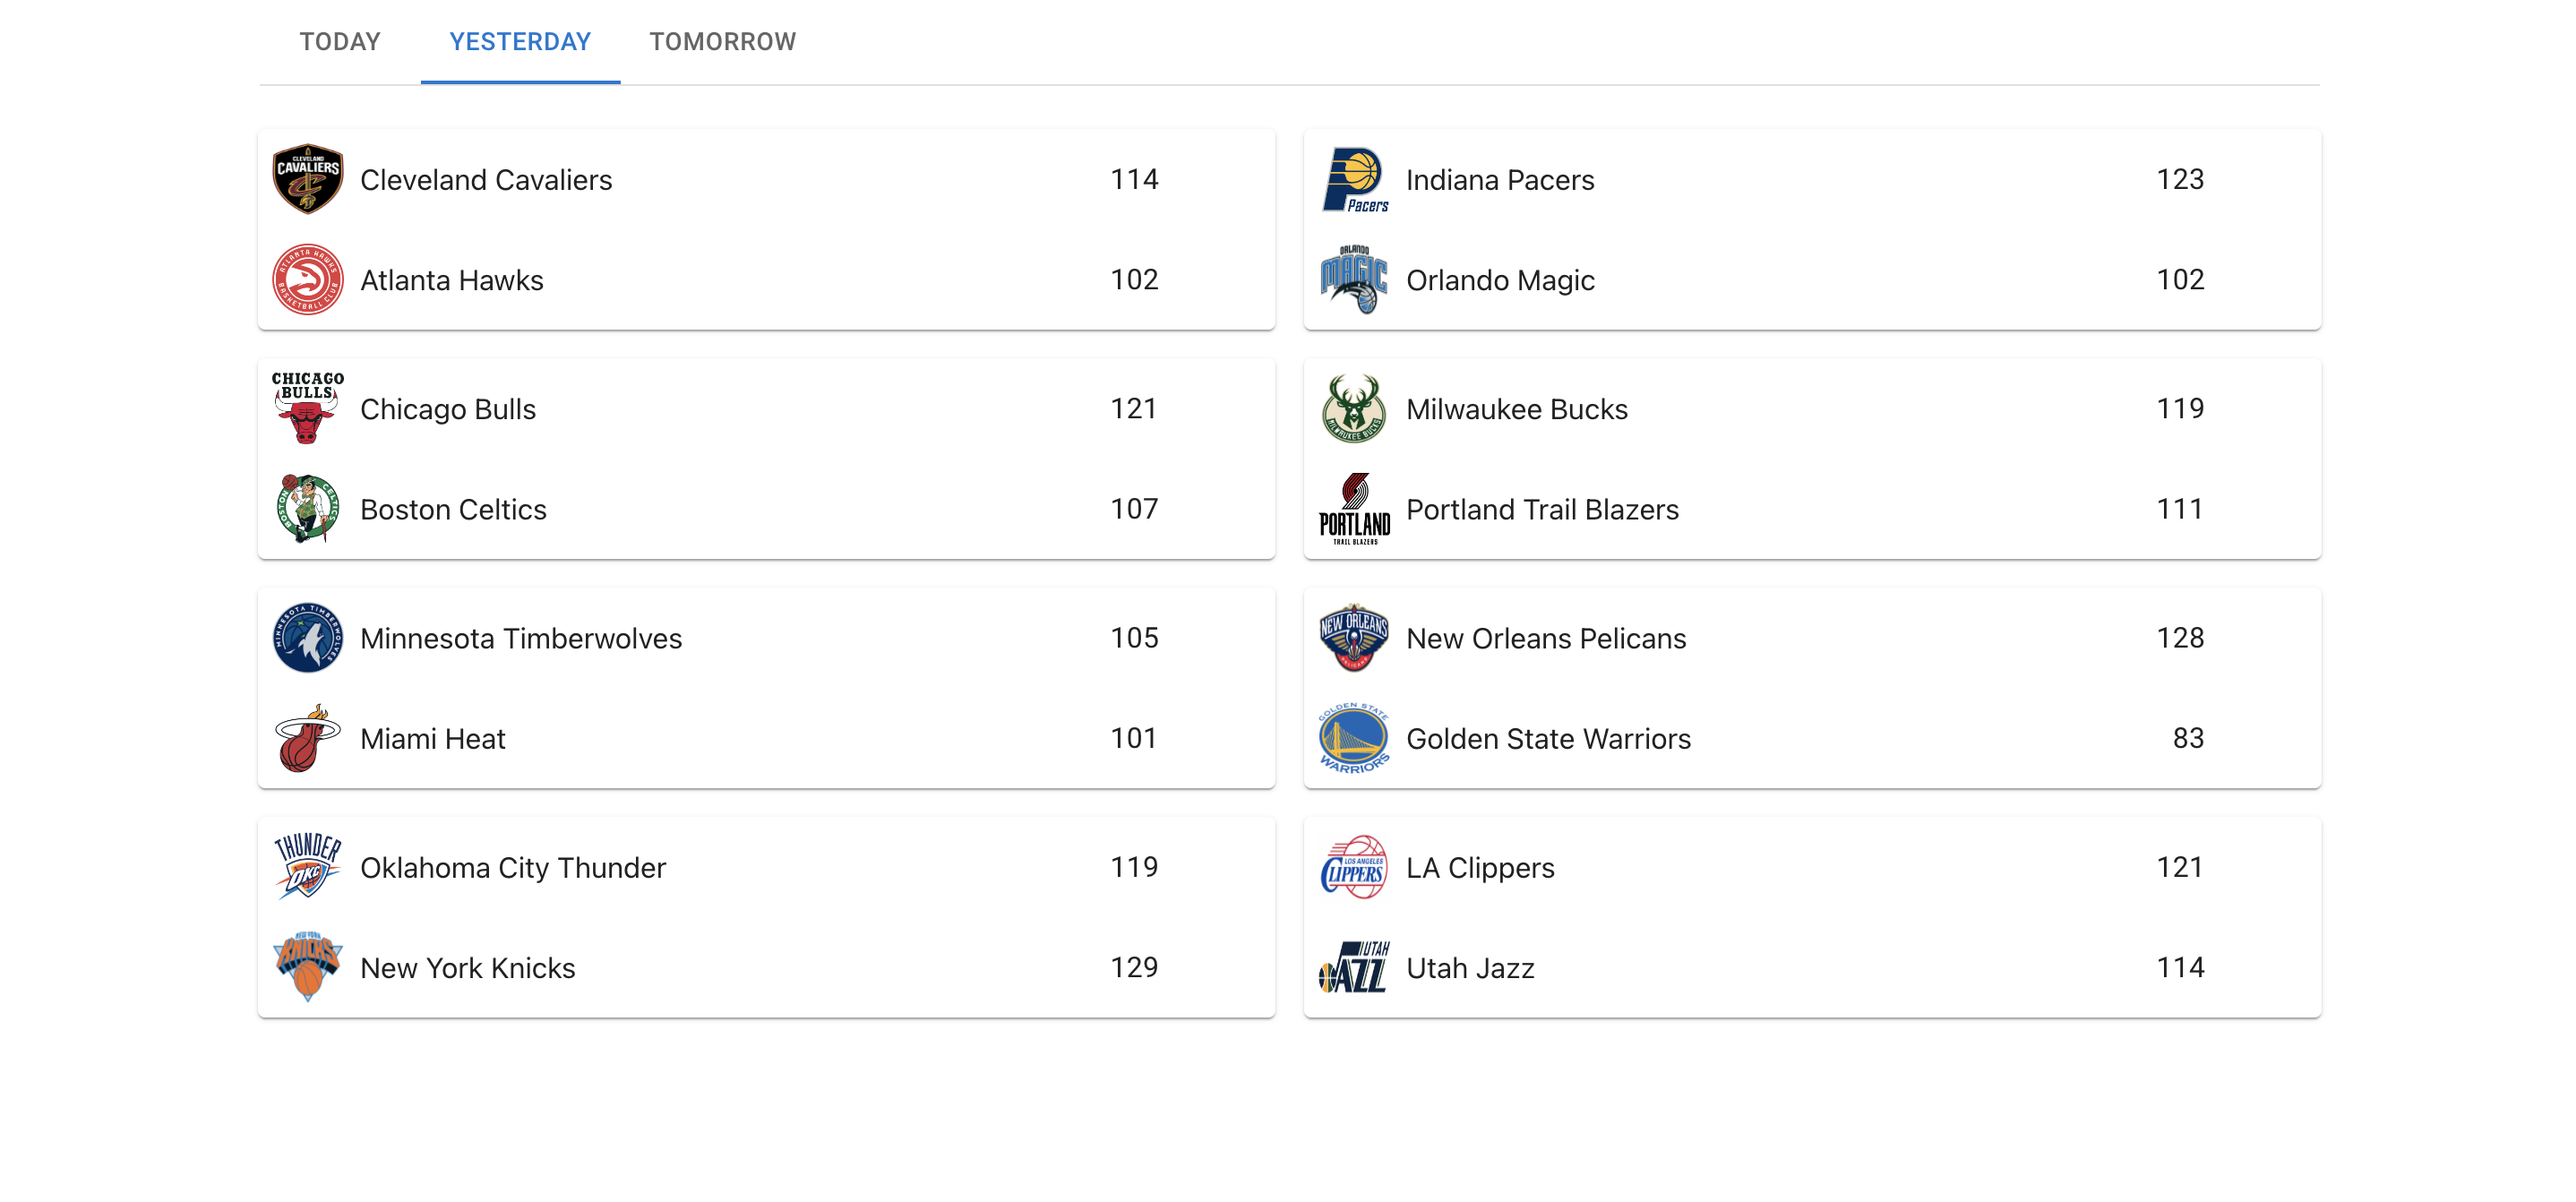 TODAY YESTERDAY TOMORROW
CLEVELAND
CAVALIERS
Cleveland Cavaliers 114
ATLANTA HAWKS
BASKETBALL CLUB
Atlanta Hawks 102
Pacers
Indiana Pacers 123
ORLANDO
MAGIC
Orlando Magic 102
CHICAGO
BULLS
Chicago Bulls 121
BOSTON CELTICS
Boston Celtics 107
MILWAUKEE BUCKS
Milwaukee Bucks 119
PORTLAND
TRAIL BLAZERS
Portland Trail Blazers 111
MINNESOTA TIMBERWOLVES
Minnesota Timberwolves 105
Miami Heat 101
NEW ORLEANS
PELICANS
New Orleans Pelicans 128
GOLDEN STATE
WARRIORS
Golden State Warriors 83
THUNDER
OKC
Oklahoma City Thunder 119
NEW YORK
KNICKS
New York Knicks 129
LOS ANGELES
CLIPPERS
LA Clippers 121
UTAH
JAZZ
Utah Jazz 114